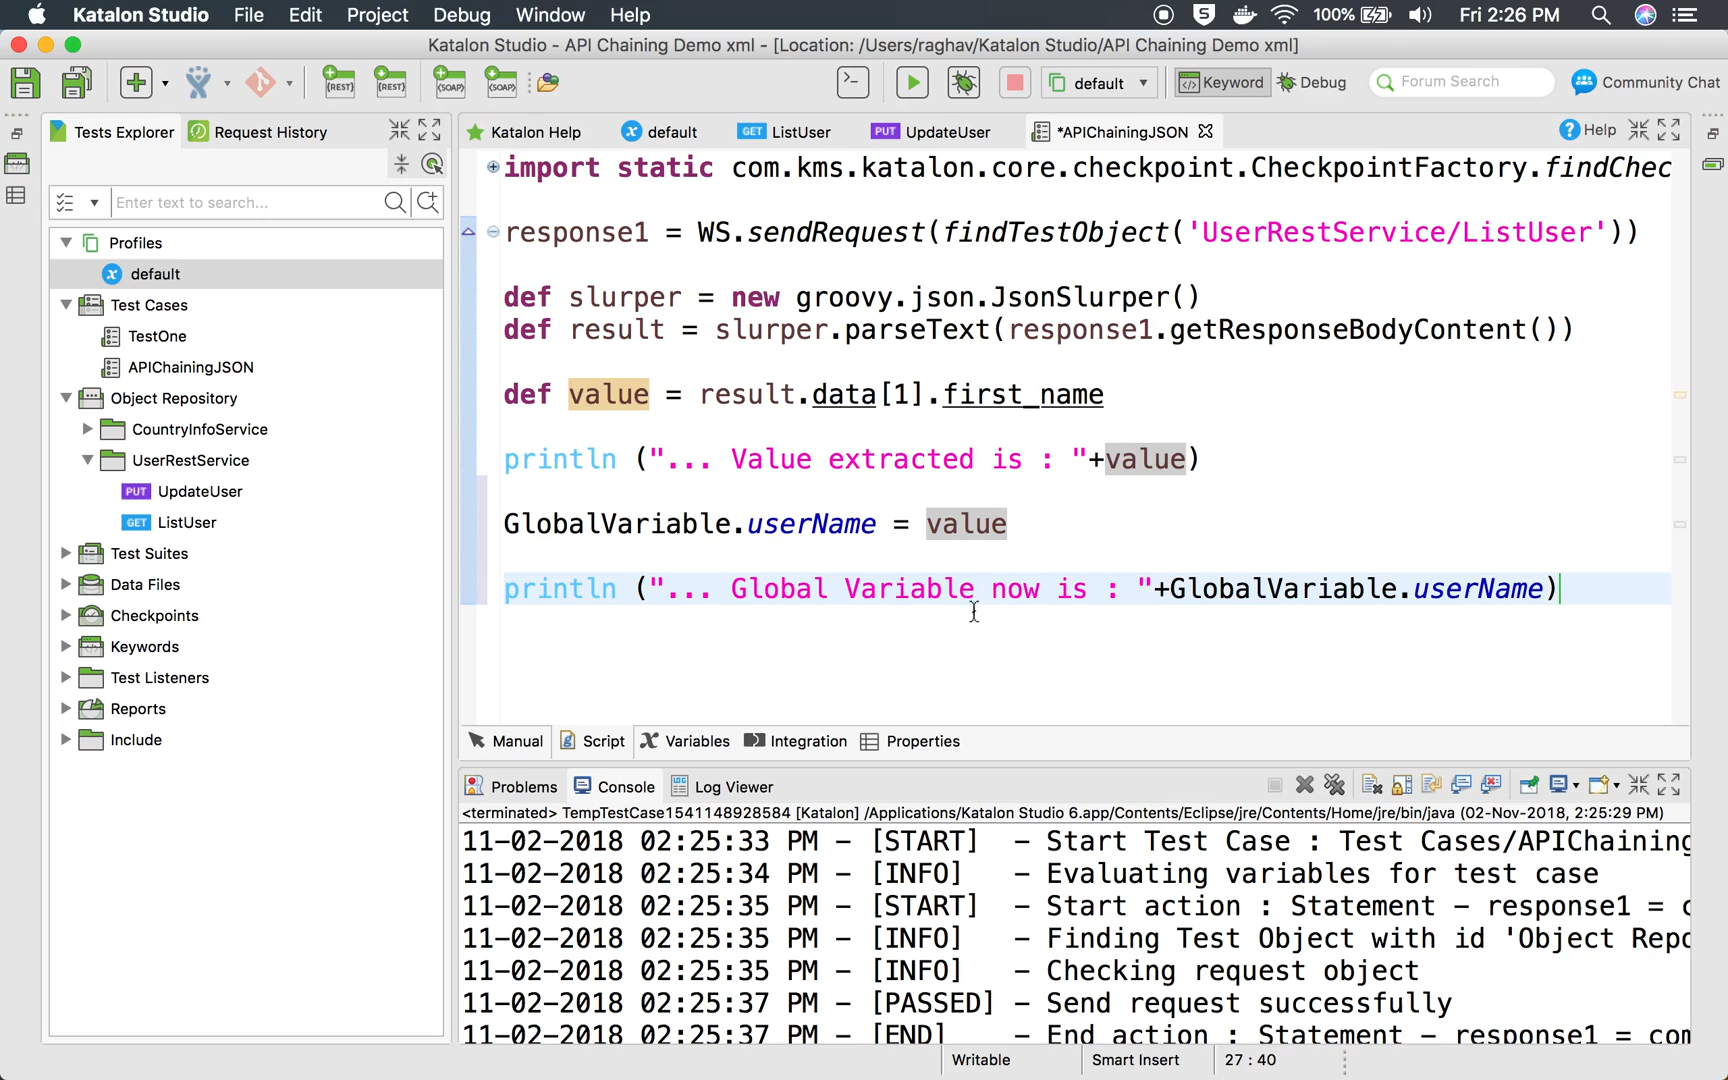 Katalon Studio File Edit Project Debug Window Help 100% Fri 2:26 PM
Katalon Studio - API Chaining Demo xml - [Location: /Users/raghav/Katalon Studio/API Chaining Demo xml]
default Keyword Debug Forum Search Community Chat
Tests Explorer Request History
Enter text to search...
Profiles
default
Test Cases
TestOne
APIChainingJSON
Object Repository
CountryInfoService
UserRestService
PUT UpdateUser
GET ListUser
Test Suites
Data Files
Checkpoints
Keywords
Test Listeners
Reports
Include
Katalon Help default GET ListUser PUT UpdateUser *APIChainingJSON Help
import static com.kms.katalon.core.checkpoint.CheckpointFactory.findChec
response1 = WS.sendRequest(findTestObject('UserRestService/ListUser'))
def slurper = new groovy.json.JsonSlurper()
def result = slurper.parseText(response1.getResponseBodyContent())
def value = result.data[1].first_name
println ("... Value extracted is : "+value)
GlobalVariable.userName = value
println ("... Global Variable now is : "+GlobalVariable.userName)
Manual Script Variables Integration Properties
Problems Console Log Viewer
<terminated> TempTestCase1541148928584 [Katalon] /Applications/Katalon Studio 6.app/Contents/Eclipse/jre/Contents/Home/jre/bin/java (02-Nov-2018, 2:25:29 PM)
11-02-2018 02:25:33 PM - [START] - Start Test Case : Test Cases/APIChaining
11-02-2018 02:25:34 PM - [INFO] - Evaluating variables for test case
11-02-2018 02:25:35 PM - [START] - Start action : Statement - response1 = c
11-02-2018 02:25:35 PM - [INFO] - Finding Test Object with id 'Object Repo
11-02-2018 02:25:35 PM - [INFO] - Checking request object
11-02-2018 02:25:37 PM - [PASSED] - Send request successfully
11-02-2018 02:25:37 PM - [END] - End action : Statement - response1 = com
Writable Smart Insert 27 : 40